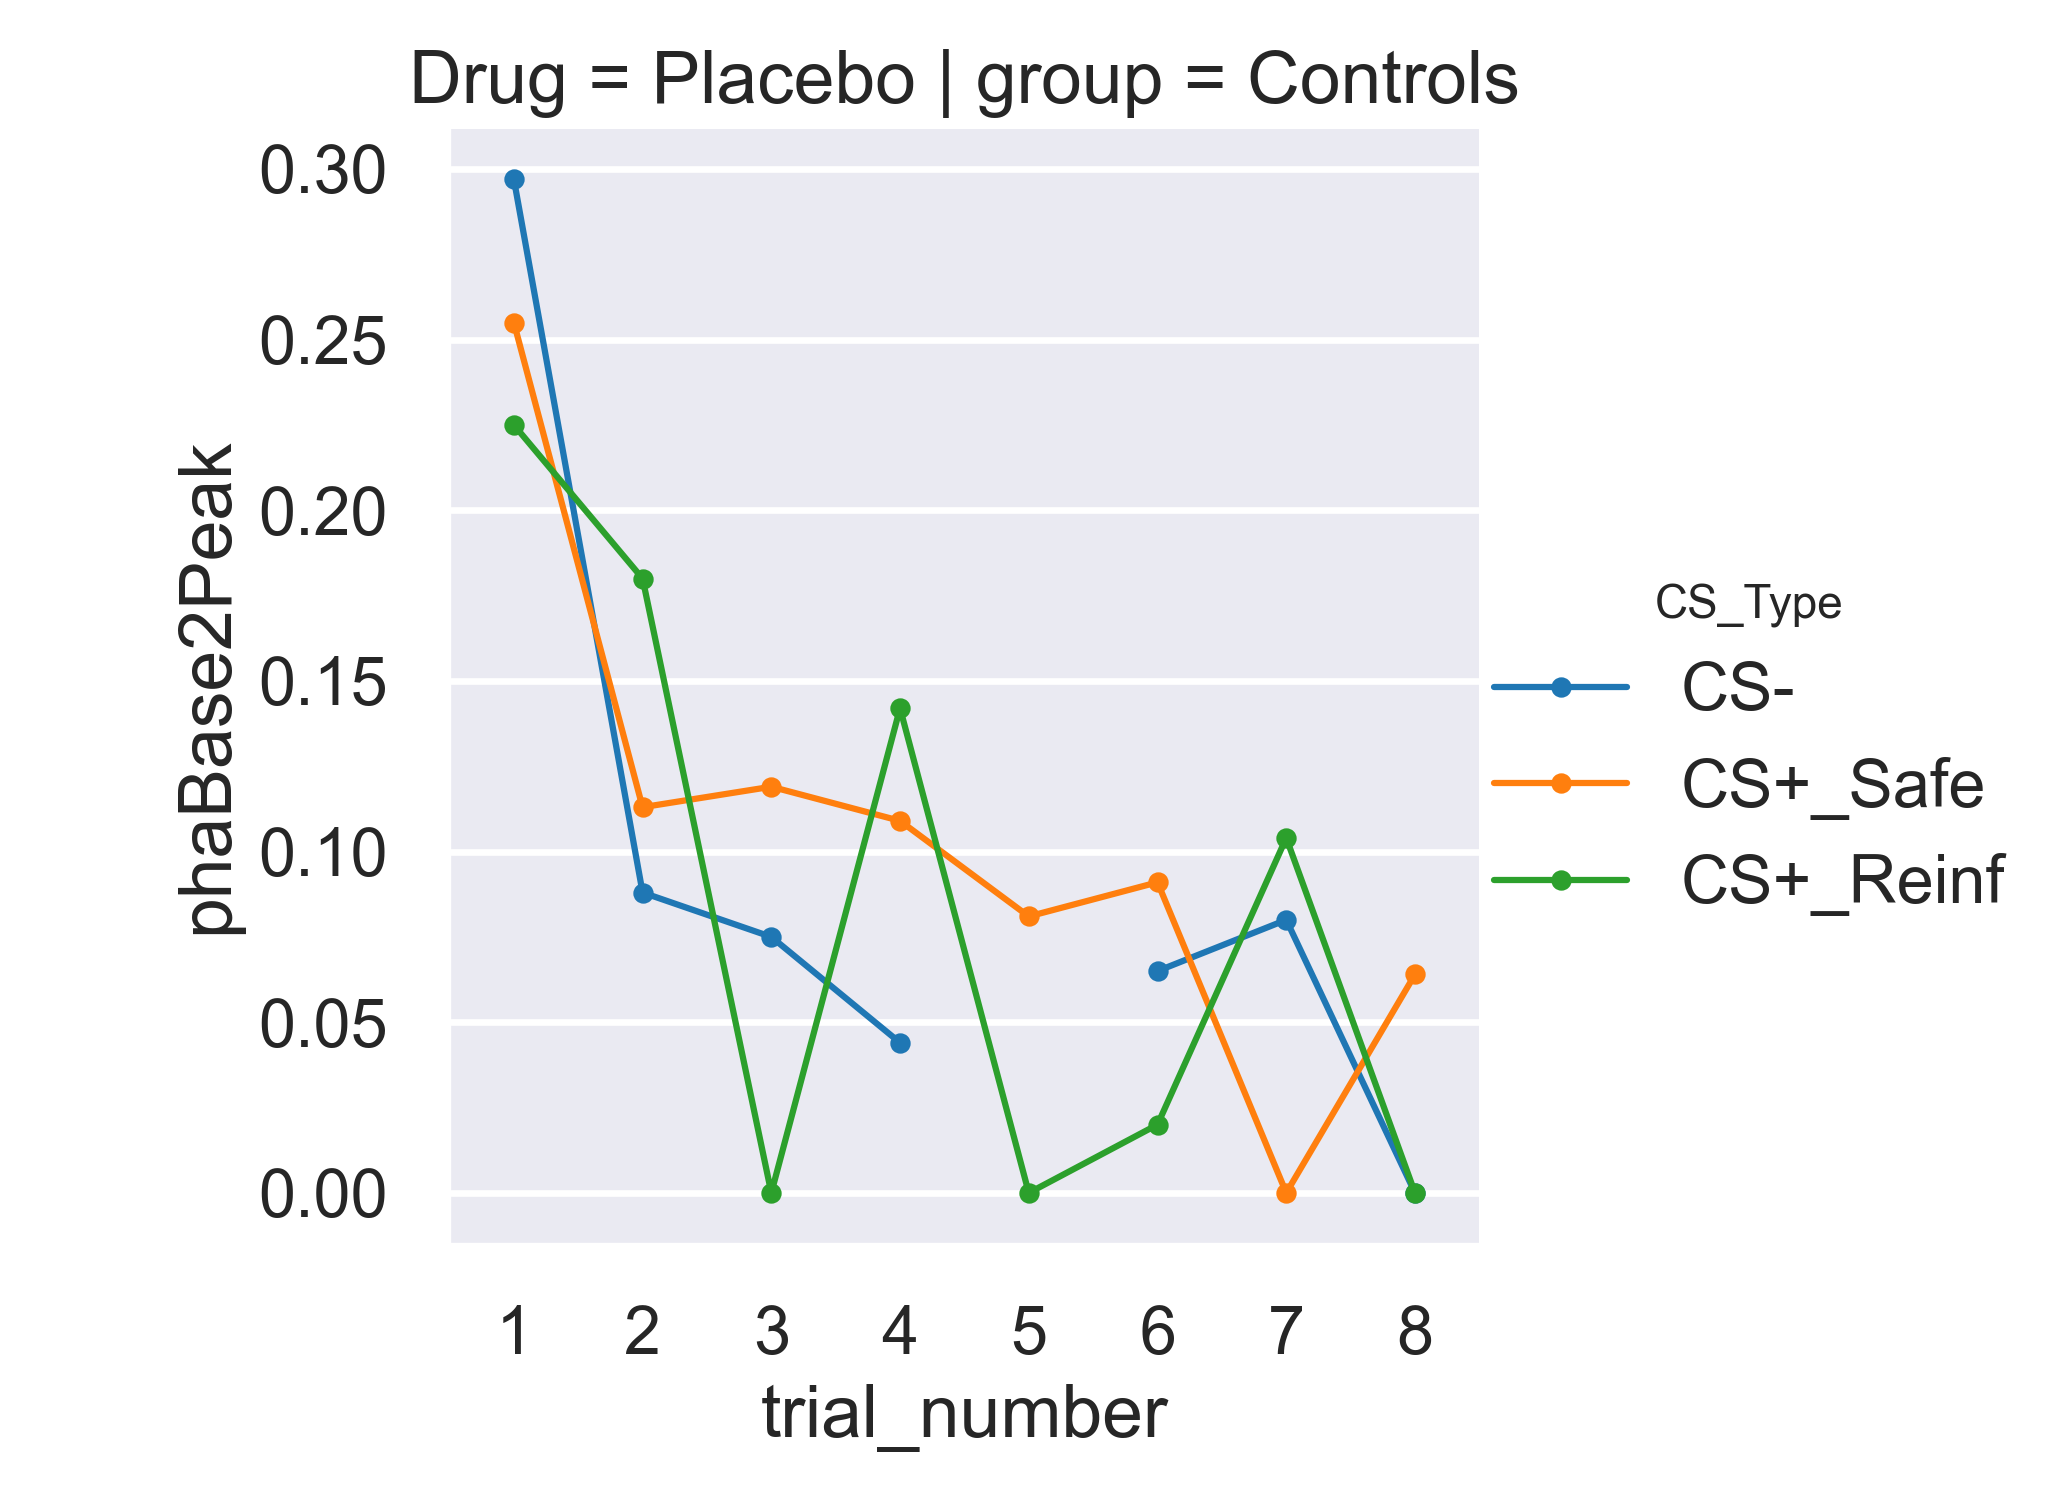 Drug = Placebo | group = Controls
0.30
0.25
0.20
0.15
0.10
0.05
0.00
phaBase2Peak
1 2 3 4 5 6 7 8
trial_number
CS_Type
CS-
CS+_Safe
CS+_Reinf